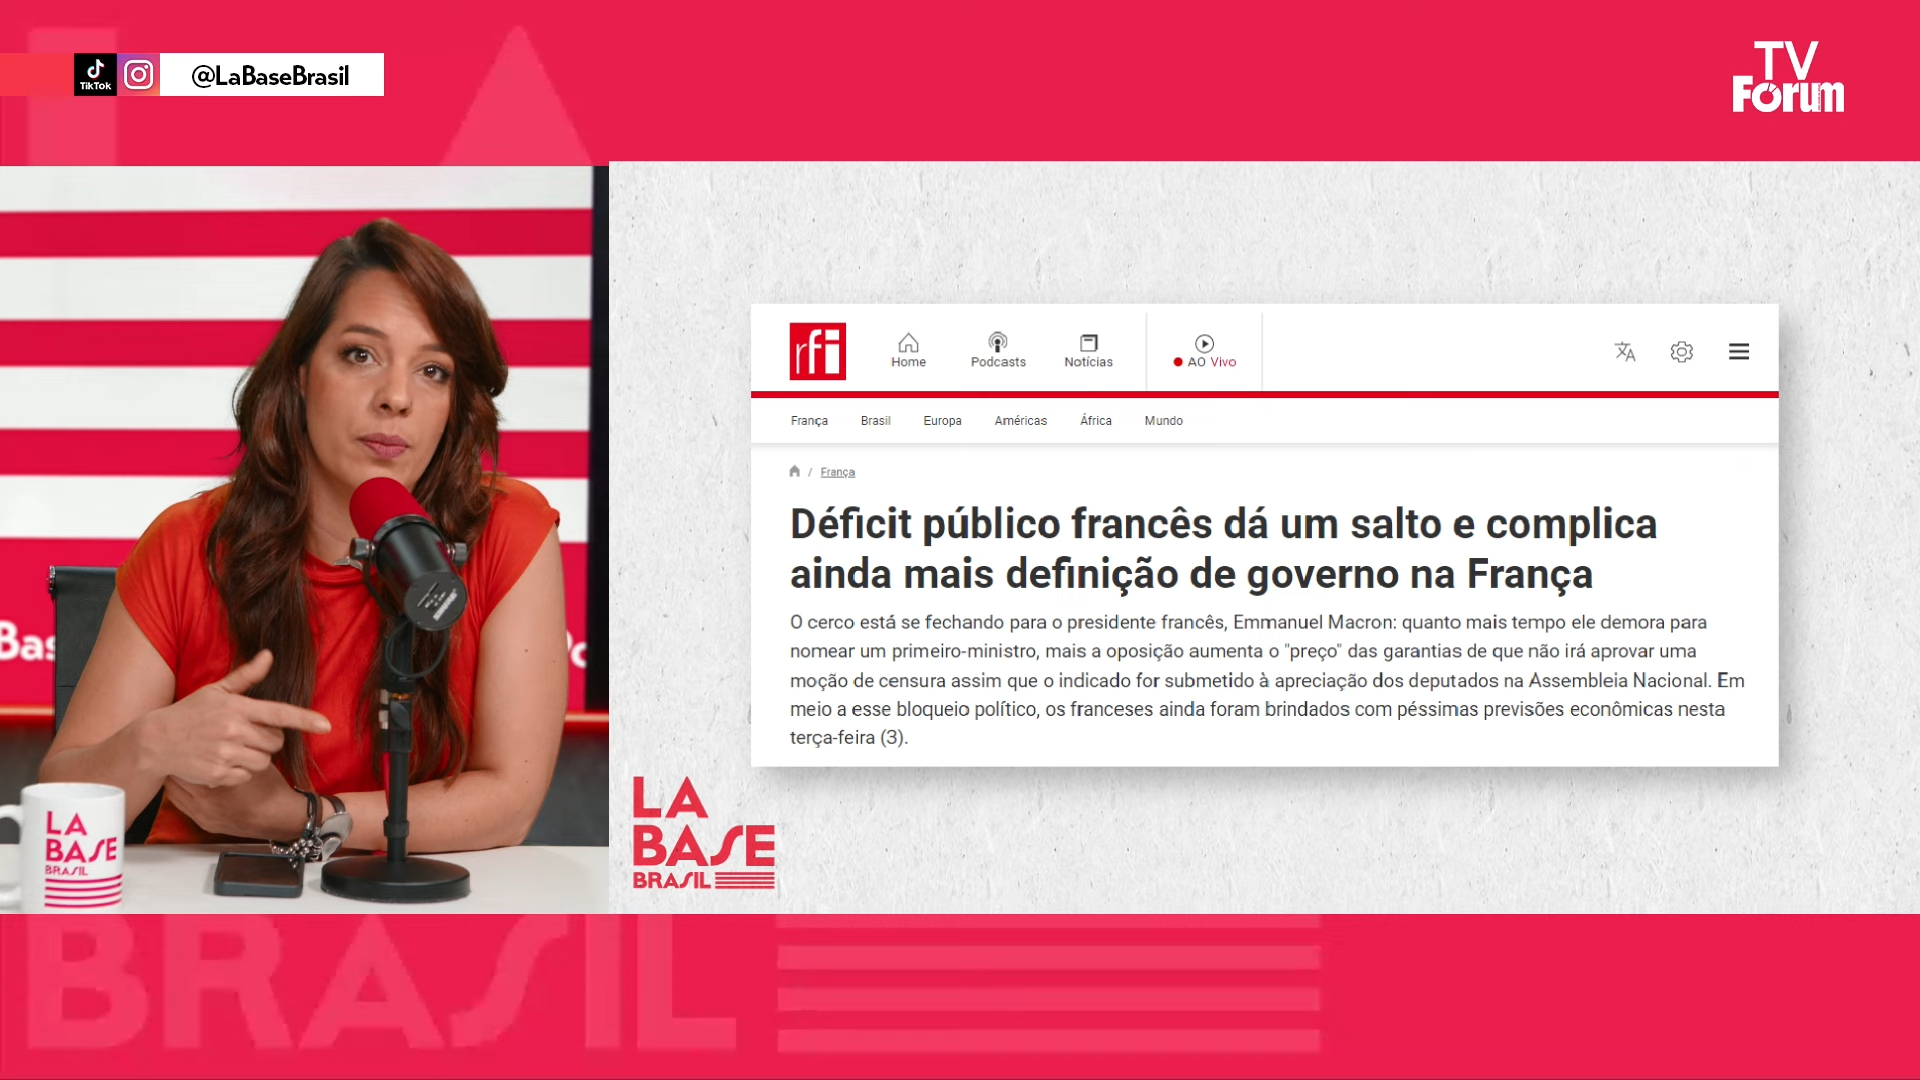 TikTok
@LaBaseBrasil
TV
Fórum
rfi
Home
Podcasts
Notícias
AO Vivo
França
Brasil
Europa
Américas
África
Mundo
/ França
Déficit público francês dá um salto e complica
ainda mais definição de governo na França
O cerco está se fechando para o presidente francês, Emmanuel Macron: quanto mais tempo ele demora para
nomear um primeiro-ministro, mais a oposição aumenta o "preço" das garantias de que não irá aprovar uma
moção de censura assim que o indicado for submetido à apreciação dos deputados na Assembleia Nacional. Em
meio a esse bloqueio político, os franceses ainda foram brindados com péssimas previsões econômicas nesta
terça-feira (3).
Bas
LA
BASE
BRASIL
LA
BASE
BRASIL
BRASIL